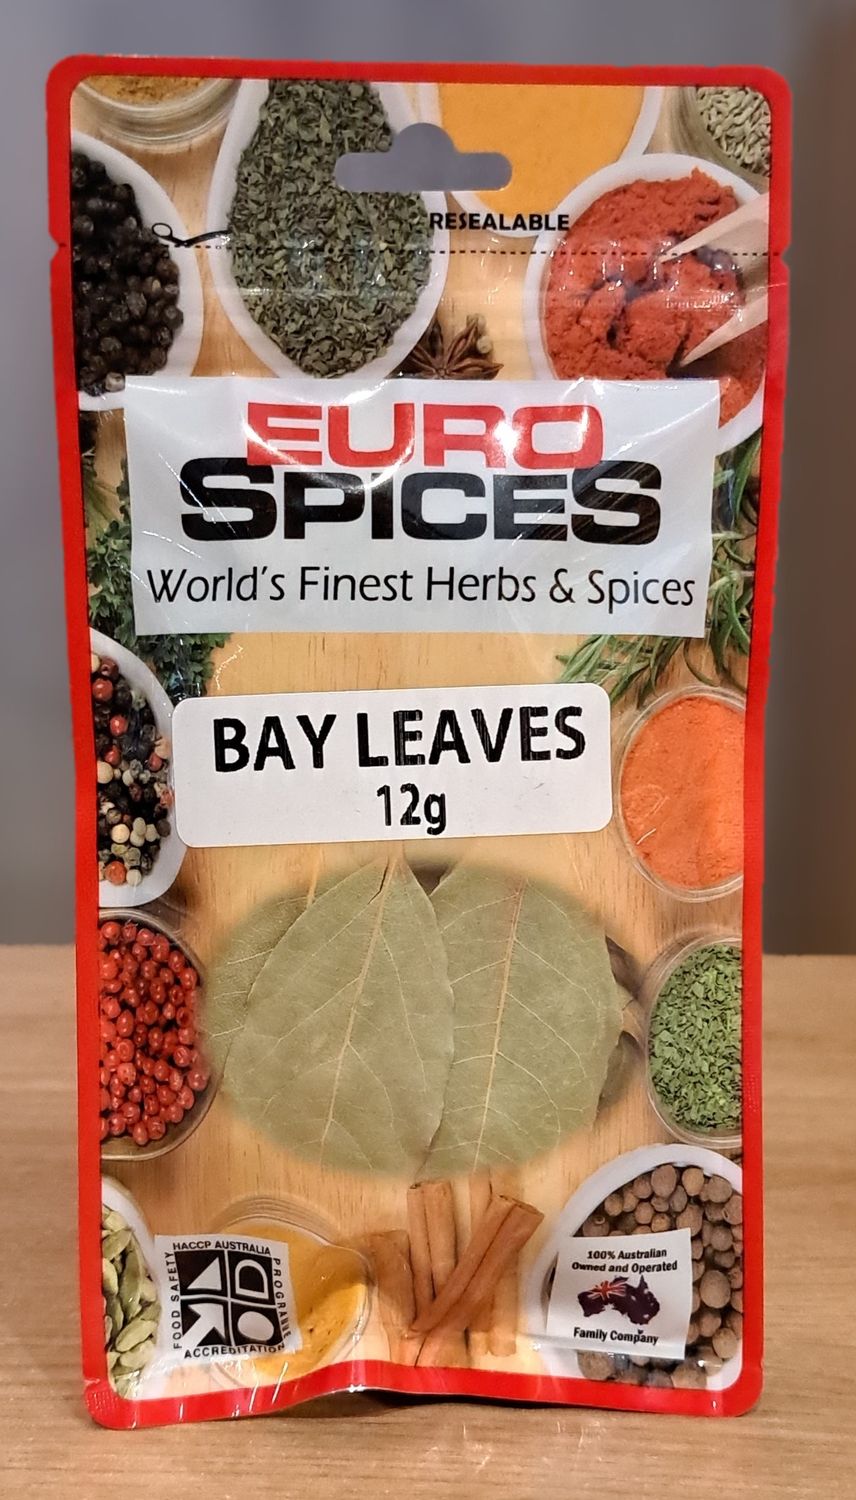 RESEALABLE
EURO
SPICES
World's Finest Herbs & Spices
BAY LEAVES
12g
HACCP AUSTRALIA
FOOD SAFETY
PROGRAMME
ACCREDITATION
100% Australian
Owned and Operated
Family Company